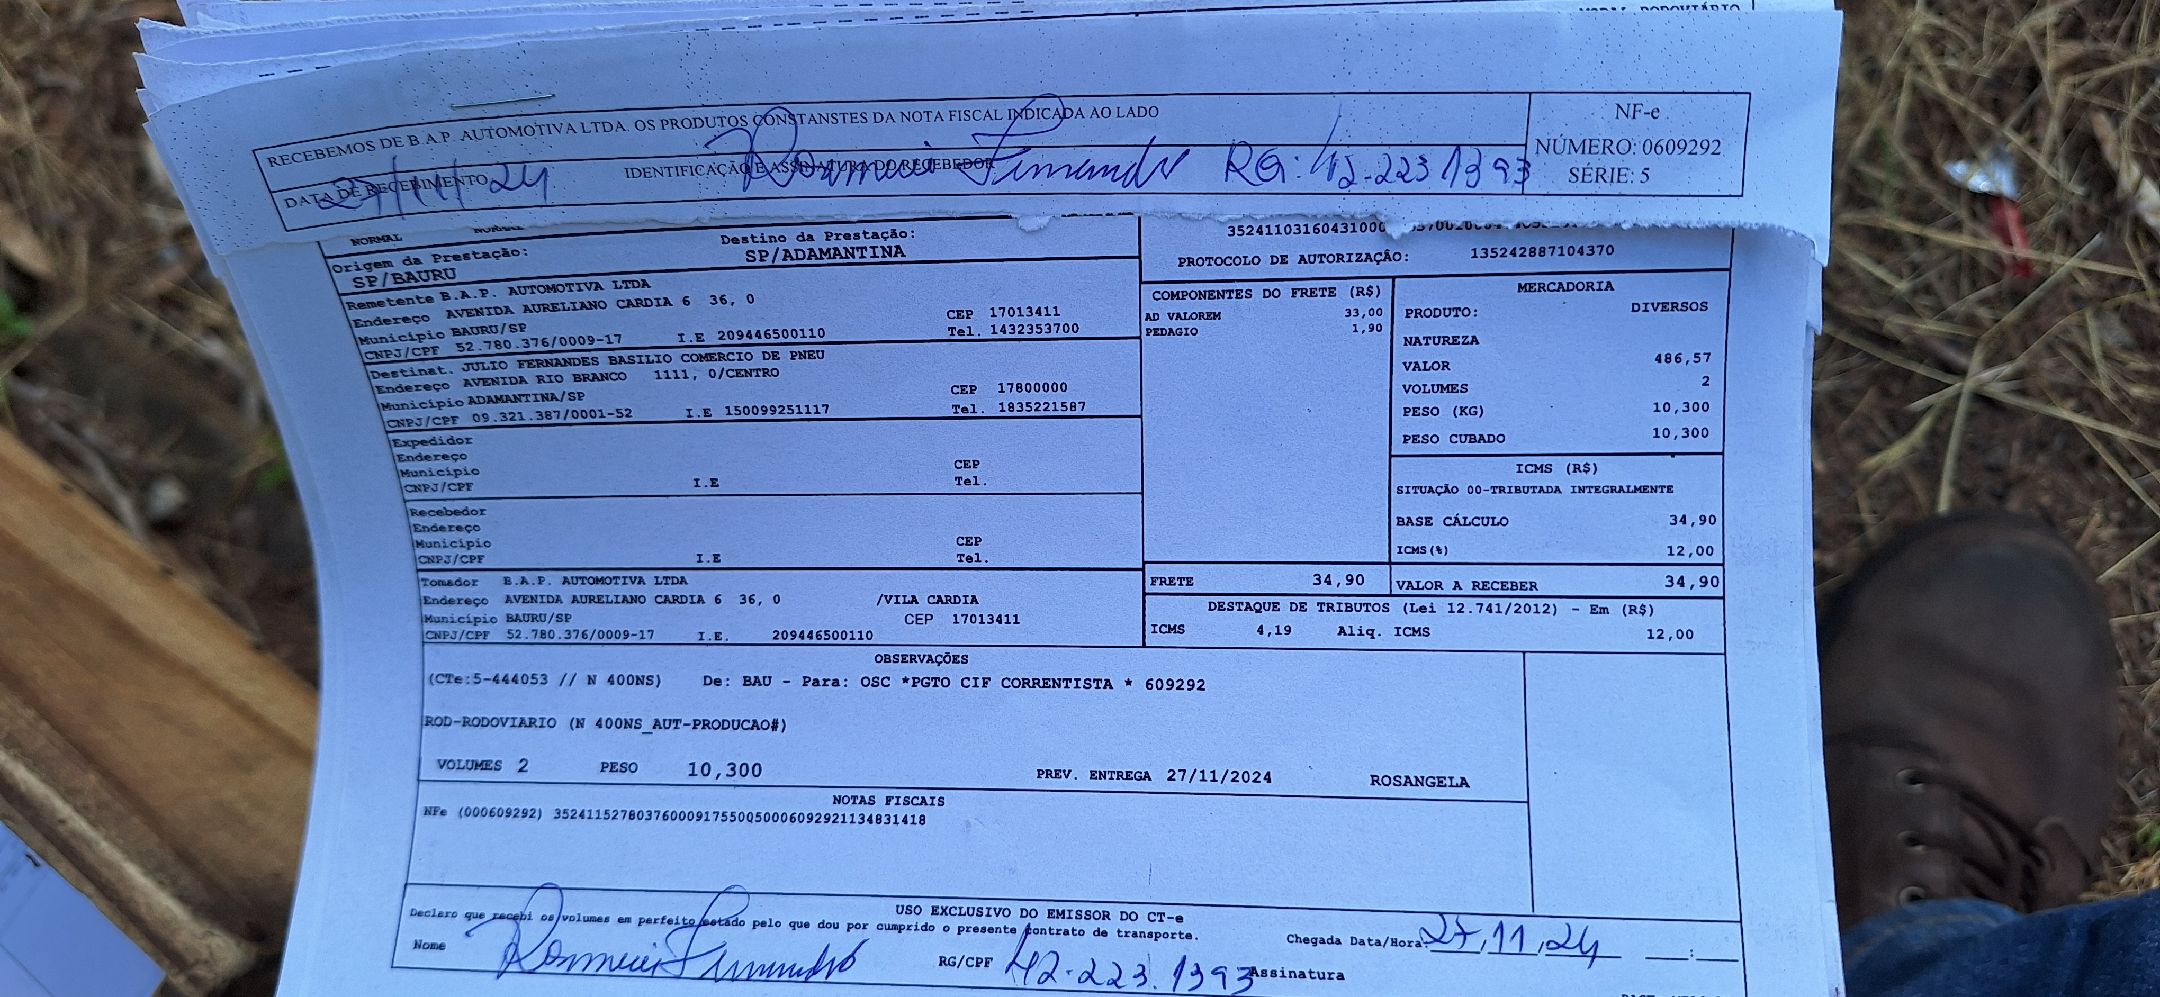 RECEBEMOS DE B.A.P. AUTOMOTIVA LTDA. OS PRODUTOS CONSTANSTES DA NOTA FISCAL INDICADA AO LADO
NF-e
NÚMERO: 0609292
SÉRIE: 5
DATA DE RECEBIMENTO
27/11/24
IDENTIFICAÇÃO E ASSINATURA DO RECEBEDOR
RG: 42-223 1393
NORMAL
Origem da Prestação:
SP/BAURU
Destino da Prestação:
SP/ADAMANTINA
PROTOCOLO DE AUTORIZAÇÃO: 135242887104370
Remetente B.A.P. AUTOMOTIVA LTDA
Endereço AVENIDA AURELIANO CARDIA 6 36, 0
Município BAURU/SP CEP 17013411
CNPJ/CPF 52.780.376/0009-17 I.E 209446500110 Tel. 1432353700
Destinat. JULIO FERNANDES BASILIO COMERCIO DE PNEU
Endereço AVENIDA RIO BRANCO 1111, 0/CENTRO
Município ADAMANTINA/SP CEP 17800000
CNPJ/CPF 09.321.387/0001-52 I.E 150099251117 Tel. 1835221587
Expedidor
Endereço
Município CEP
CNPJ/CPF I.E Tel.
Recebedor
Endereço
Município CEP
CNPJ/CPF I.E Tel.
Tomador B.A.P. AUTOMOTIVA LTDA
Endereço AVENIDA AURELIANO CARDIA 6 36, 0 /VILA CARDIA
Município BAURU/SP CEP 17013411
CNPJ/CPF 52.780.376/0009-17 I.E. 209446500110
COMPONENTES DO FRETE (R$)
AD VALOREM 33,00
PEDAGIO 1,90
FRETE 34,90
MERCADORIA
PRODUTO: DIVERSOS
NATUREZA
VALOR 486,57
VOLUMES 2
PESO (KG) 10,300
PESO CUBADO 10,300
ICMS (R$)
SITUAÇÃO 00-TRIBUTADA INTEGRALMENTE
BASE CÁLCULO 34,90
ICMS(%) 12,00
VALOR A RECEBER 34,90
DESTAQUE DE TRIBUTOS (Lei 12.741/2012) - Em (R$)
ICMS 4,19 Aliq. ICMS 12,00
OBSERVAÇÕES
(CTe:5-444053 // N 400NS) De: BAU - Para: OSC *PGTO CIF CORRENTISTA * 609292
ROD-RODOVIARIO (N 400NS_AUT-PRODUCAO#)
VOLUMES 2 PESO 10,300 PREV. ENTREGA 27/11/2024 ROSANGELA
NOTAS FISCAIS
NFe (000609292) 35241152780376000917550050006092921134831418
USO EXCLUSIVO DO EMISSOR DO CT-e
Declaro que recebi os volumes em perfeito estado pelo que dou por cumprido o presente contrato de transporte.
Chegada Data/Hora: 27,11,24 :
Nome
RG/CPF 42-223.1393
Assinatura